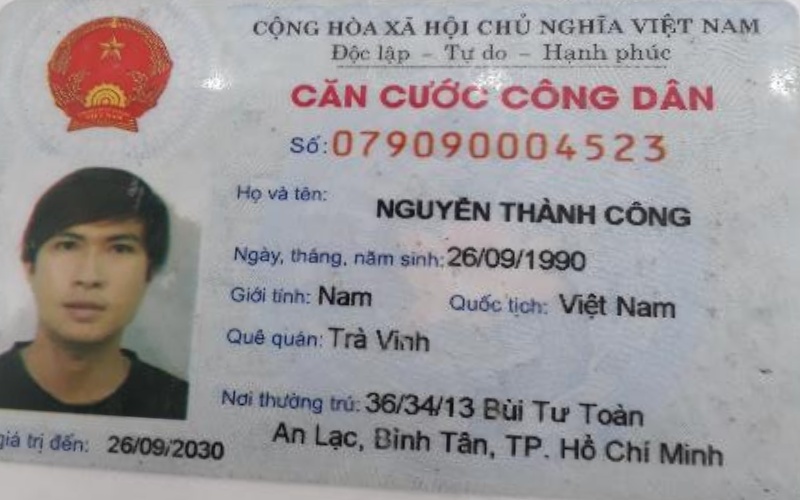 CỘNG HÒA XÃ HỘI CHỦ NGHĨA VIỆT NAM
Độc lập – Tự do – Hạnh phúc
CĂN CƯỚC CÔNG DÂN
Số: 079090004523
Họ và tên:
NGUYỄN THÀNH CÔNG
Ngày, tháng, năm sinh: 26/09/1990
Giới tính: Nam Quốc tịch: Việt Nam
Quê quán: Trà Vinh
Nơi thường trú: 36/34/13 Bùi Tư Toàn
An Lạc, Bình Tân, TP. Hồ Chí Minh
giá trị đến: 26/09/2030